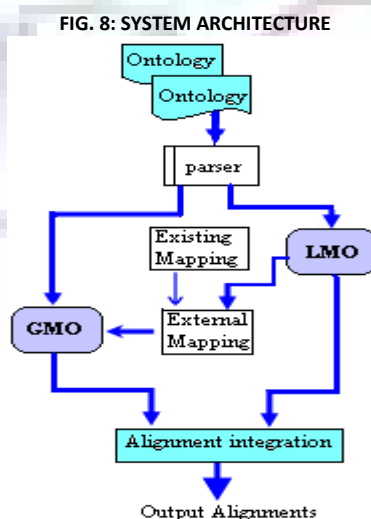 FIG. 8: SYSTEM ARCHITECTURE
Ontology
Ontology
parser
Existing
Mapping
LMO
GMO
External
Mapping
Alignment integration
Output Alignments